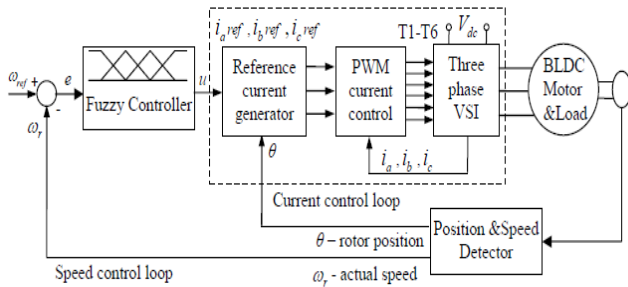 i_a ref , i_b ref , i_c ref
T1-T6
V_dc
ω_ref +
e
-
ω_r
Fuzzy Controller
u
Reference
current
generator
PWM
current
control
Three
phase
VSI
BLDC
Motor
&Load
θ
i_a , i_b , i_c
Current control loop
θ – rotor position
Position &Speed
Detector
Speed control loop
ω_r - actual speed